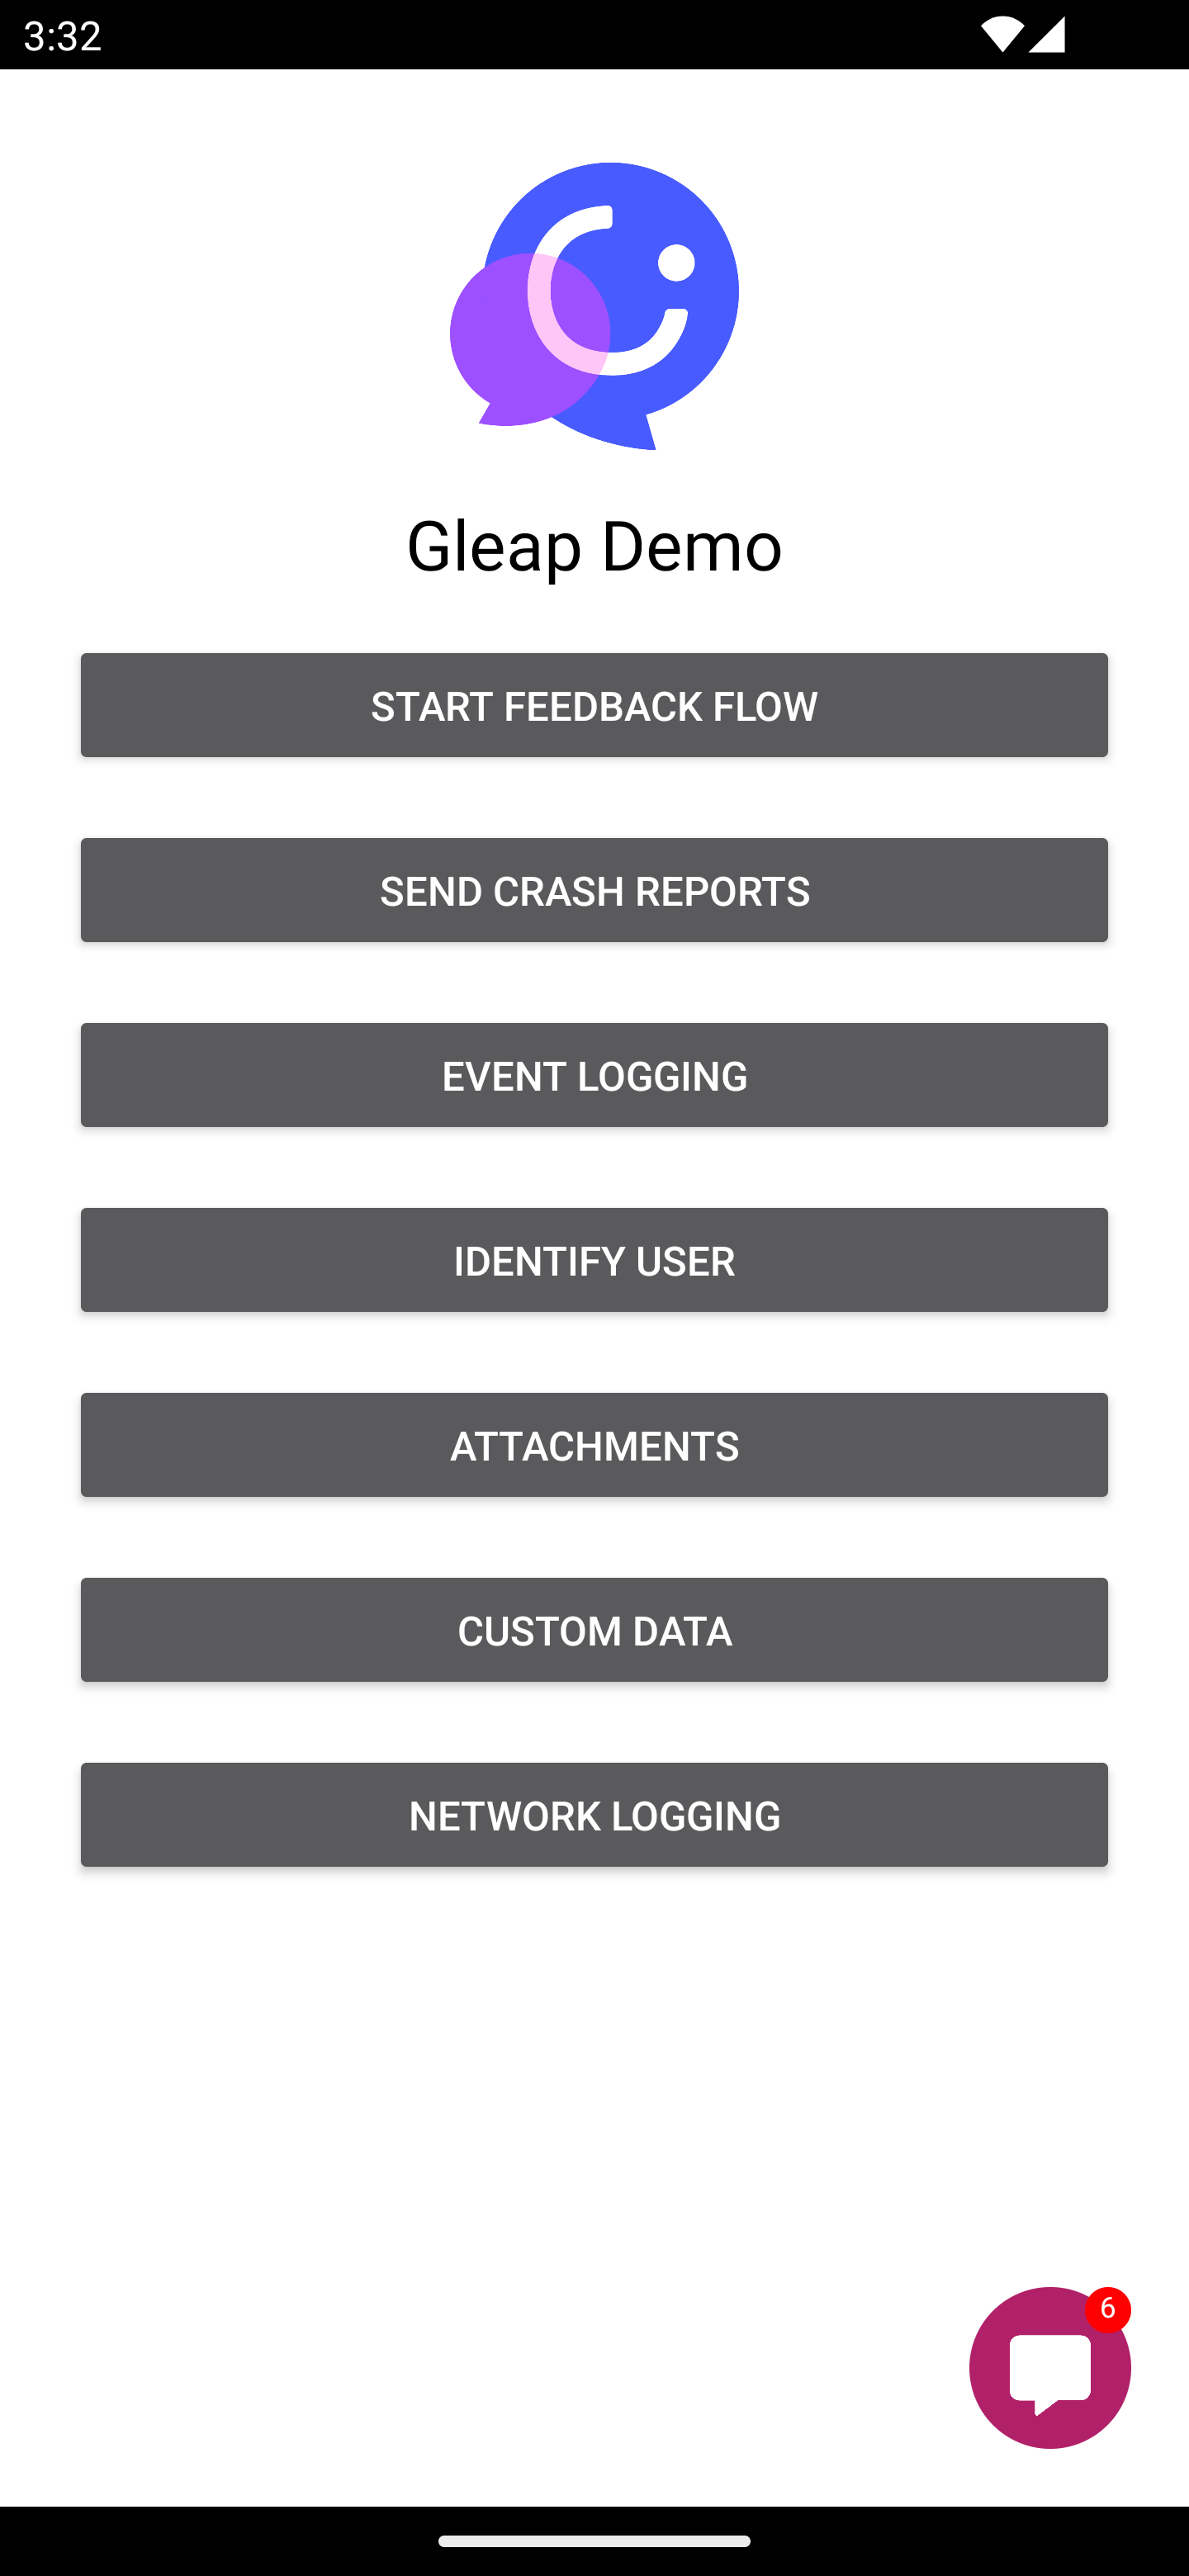 3:32
Gleap Demo
START FEEDBACK FLOW
SEND CRASH REPORTS
EVENT LOGGING
IDENTIFY USER
ATTACHMENTS
CUSTOM DATA
NETWORK LOGGING
6